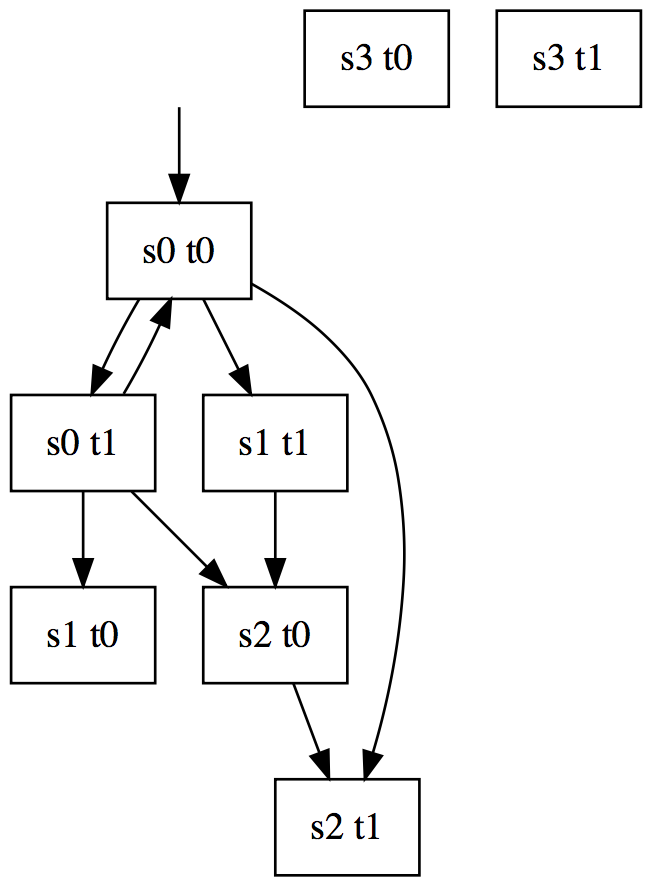 s3 t0
s3 t1
s0 t0
s0 t1
s1 t1
s1 t0
s2 t0
s2 t1